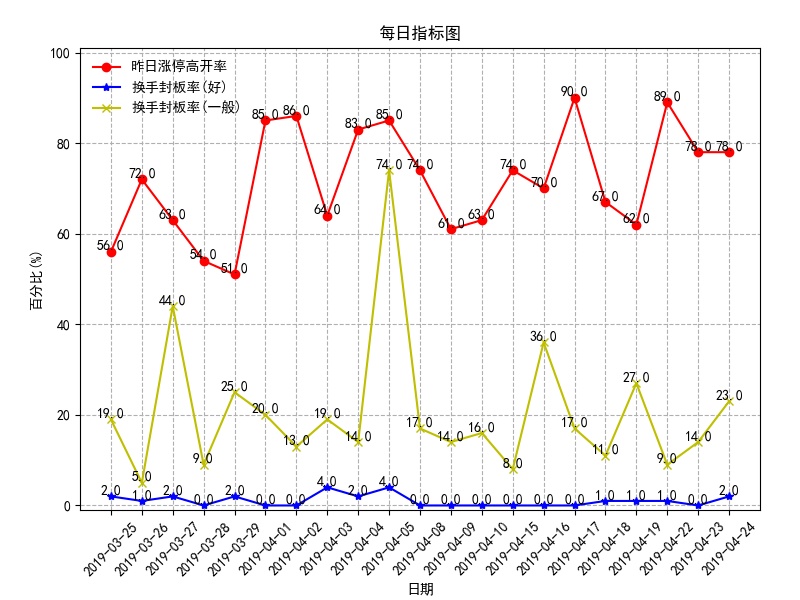 每日指标图
昨日涨停高开率
换手封板率(好)
换手封板率(一般)
百分比(%)
100
80
60
40
20
0
56.0 72.0 63.0 54.0 51.0 85.0 86.0 64.0 83.0 85.0 74.0 61.0 63.0 74.0 70.0 90.0 67.0 62.0 89.0 78.0 78.0
19.0 5.0 44.0 9.0 25.0 20.0 13.0 19.0 14.0 74.0 17.0 14.0 16.0 8.0 36.0 17.0 11.0 27.0 9.0 14.0 23.0
2.0 1.0 2.0 0.0 2.0 0.0 0.0 4.0 2.0 4.0 0.0 0.0 0.0 0.0 0.0 0.0 1.0 1.0 1.0 0.0 2.0
2019-03-25 2019-03-26 2019-03-27 2019-03-28 2019-03-29 2019-04-01 2019-04-02 2019-04-03 2019-04-04 2019-04-05 2019-04-08 2019-04-09 2019-04-10 2019-04-15 2019-04-16 2019-04-17 2019-04-18 2019-04-19 2019-04-22 2019-04-23 2019-04-24
日期